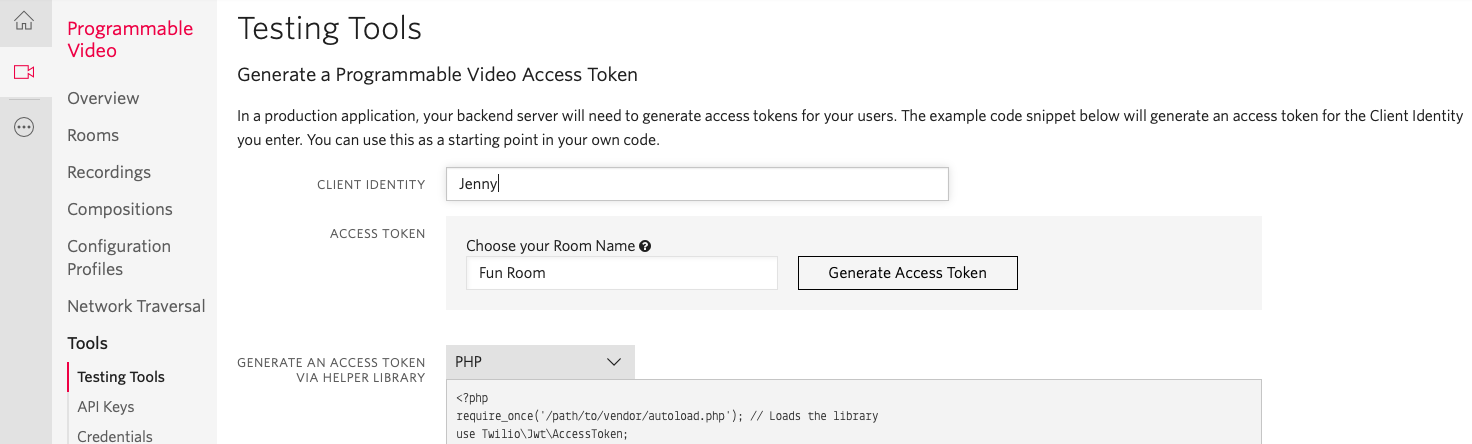 Programmable
Video
Overview
Rooms
Recordings
Compositions
Configuration
Profiles
Network Traversal
Tools
Testing Tools
API Keys
Credentials
Testing Tools
Generate a Programmable Video Access Token
In a production application, your backend server will need to generate access tokens for your users. The example code snippet below will generate an access token for the Client Identity
you enter. You can use this as a starting point in your own code.
CLIENT IDENTITY
Jenny
ACCESS TOKEN
Choose your Room Name ?
Fun Room
Generate Access Token
GENERATE AN ACCESS TOKEN
VIA HELPER LIBRARY
PHP
<?php
require_once('/path/to/vendor/autoload.php'); // Loads the library
use Twilio\Jwt\AccessToken;